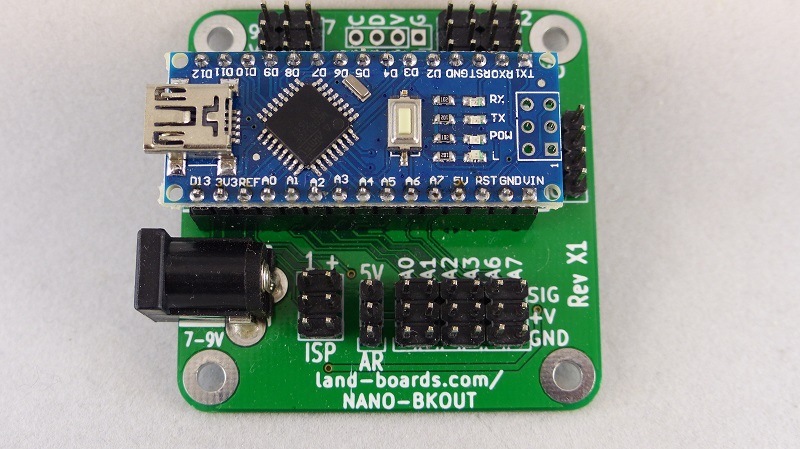 9 7 C D V G 2
D12 D11 D10 D9 D8 D7 D6 D5 D4 D3 D2 GND RST RX0 TX1
RX
TX
POW
L
1
D13 3V3 REF A0 A1 A2 A3 A4 A5 A6 A7 5V RST GND VIN
1 +
5V
A0 A1 A2 A3 A6 A7
SIG
+V
GND
Rev X1
7-9V
ISP
AR
land-boards.com/
NANO-BKOUT